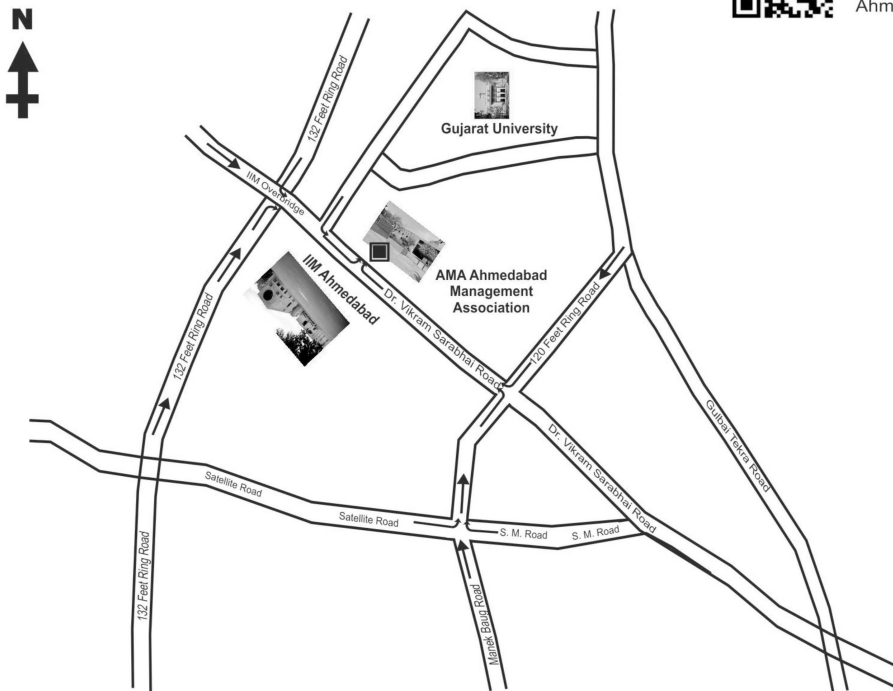 N
Ahm
132 Feet Ring Road
Gujarat University
IIM Overbridge
IIM Ahmedabad
AMA Ahmedabad
Management
Association
Dr. Vikram Sarabhai Road
120 Feet Ring Road
132 Feet Ring Road
Gulbai Tekra Road
Dr. Vikram Sarabhai Road
Satellite Road
Satellite Road
S. M. Road
S. M. Road
132 Feet Ring Road
Manek Baug Road